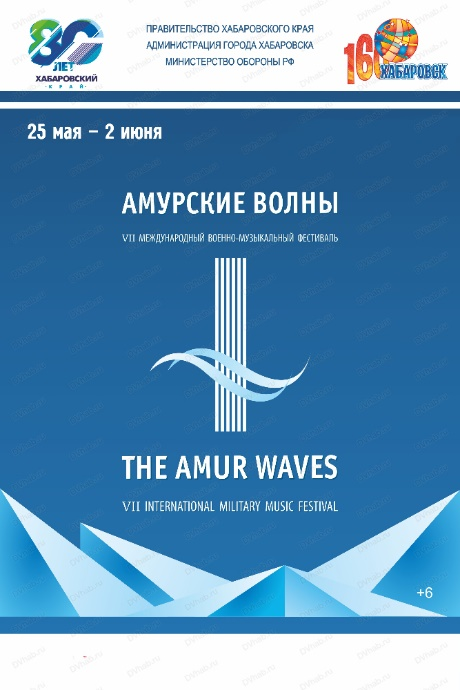 80
ЛЕТ
ХАБАРОВСКИЙ
КРАЙ
ПРАВИТЕЛЬСТВО ХАБАРОВСКОГО КРАЯ
АДМИНИСТРАЦИЯ ГОРОДА ХАБАРОВСКА
МИНИСТЕРСТВО ОБОРОНЫ РФ
160
ХАБАРОВСК
25 мая – 2 июня
АМУРСКИЕ ВОЛНЫ
VII МЕЖДУНАРОДНЫЙ ВОЕННО-МУЗЫКАЛЬНЫЙ ФЕСТИВАЛЬ
THE AMUR WAVES
VII INTERNATIONAL MILITARY MUSIC FESTIVAL
+6